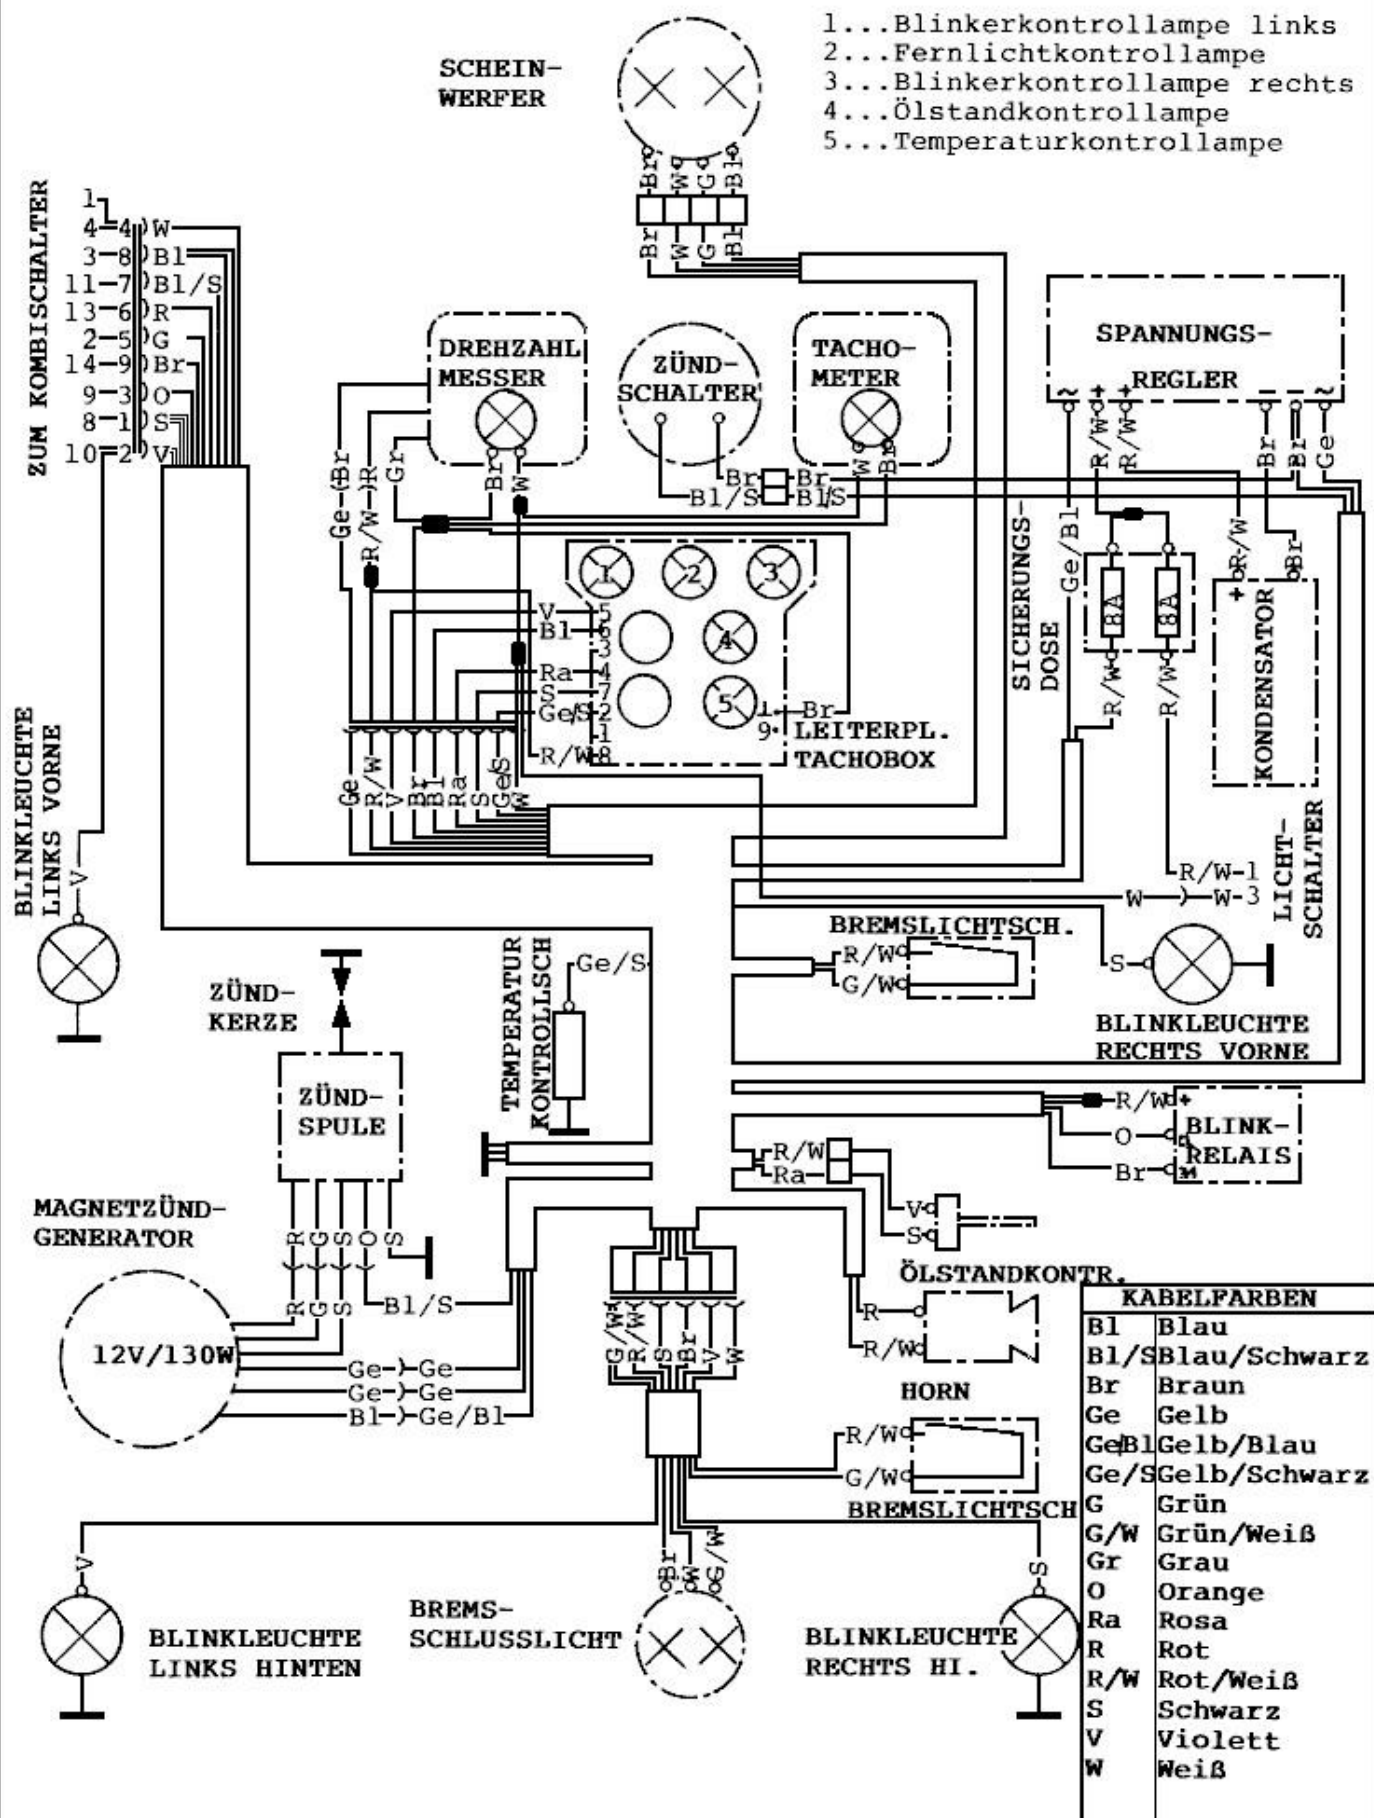 1...Blinkerkontrollampe links
2...Fernlichtkontrollampe
3...Blinkerkontrollampe rechts
4...Ölstandkontrollampe
5...Temperaturkontrollampe
SCHEIN-
WERFER
Br W G Bl
Br W G Bl
ZUM KOMBISCHALTER
1
4-4 W
3-8 Bl
11-7 Bl/S
13-6 R
2-5 G
14-9 Br
9-3 O
8-1 S
10-2 V
DREHZAHL
MESSER
ZÜND-
SCHALTER
TACHO-
METER
SPANNUNGS-
REGLER
~ + + - - ~
Ge(Br
R/W)R
Gr
Br
W
Br Br
Bl/S Bl/S
W
Br
R/W
R/W
Br
Br
Ge
Ge/Bl
R/W
Br
SICHERUNGS-
DOSE
8A
8A
R/W
R/W
+
KONDENSATOR
1 2 3
4
5
V 5
Bl 6
3
Ra 4
S 7
Ge/S 2
1
R/W 8
1 Br
9
LEITERPL.
TACHOBOX
Ge R/W V Br Bl Ra S Ge/S W
BLINKLEUCHTE
LINKS VORNE
V
R/W-1
W W-3
LICHT-
SCHALTER
BREMSLICHTSCH.
R/W
G/W
S
BLINKLEUCHTE
RECHTS VORNE
ZÜND-
KERZE
TEMPERATUR
KONTROLLSCH
Ge/S
ZÜND-
SPULE
R G S O S
R G S
Bl/S
MAGNETZÜND-
GENERATOR
12V/130W
Ge Ge
Ge Ge
Bl Ge/Bl
R/W +
O
Br
BLINK-
RELAIS
R/W
Ra
V
S
ÖLSTANDKONTR.
G/W R/W S Br V W
R
R/W
HORN
R/W
G/W
BREMSLICHTSCH
V
BLINKLEUCHTE
LINKS HINTEN
Br W G/W
BREMS-
SCHLUSSLICHT
S
BLINKLEUCHTE
RECHTS HI.
KABELFARBEN
Bl Blau
Bl/S Blau/Schwarz
Br Braun
Ge Gelb
Ge/Bl Gelb/Blau
Ge/S Gelb/Schwarz
G Grün
G/W Grün/Weiß
Gr Grau
O Orange
Ra Rosa
R Rot
R/W Rot/Weiß
S Schwarz
V Violett
W Weiß